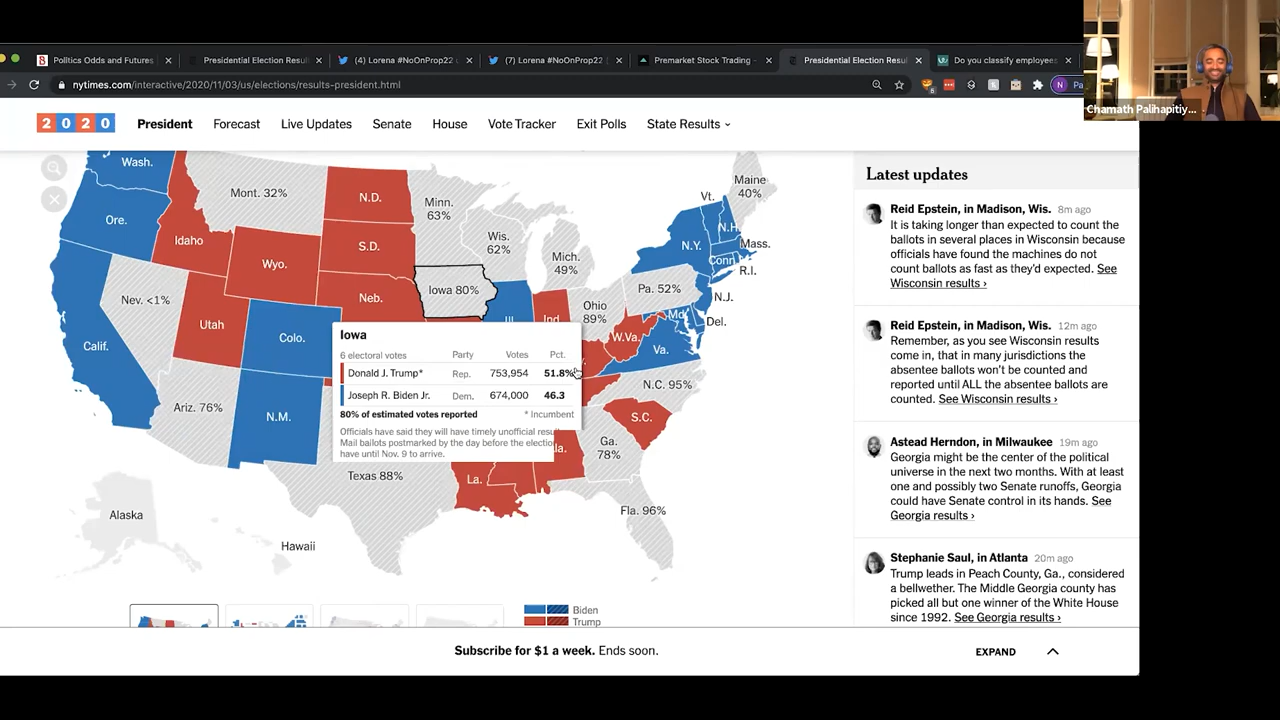 Politics Odds and Futures
Presidential Election Resu
(4) Lorena #NoOnProp22
(7) Lorena #NoOnProp22
Premarket Stock Trading -
Presidential Election Resul
Do you classify employees
nytimes.com/interactive/2020/11/03/us/elections/results-president.html
Chamath Palihapitiy...
2020
President
Forecast
Live Updates
Senate
House
Vote Tracker
Exit Polls
State Results
Wash.
Ore.
Calif.
Idaho
Nev. <1%
Utah
Ariz. 76%
Mont. 32%
Wyo.
Colo.
N.M.
N.D.
S.D.
Neb.
Texas 88%
Minn.
63%
Iowa 80%
Wis.
62%
Ill.
Mich.
49%
Ind.
Ohio
89%
W.Va.
Pa. 52%
Md.
Va.
N.C. 95%
S.C.
Ga.
78%
Fla. 96%
La.
N.Y.
Vt.
N.H.
Maine
40%
Mass.
Conn.
R.I.
N.J.
Del.
Alaska
Hawaii
Iowa
6 electoral votes Party Votes Pct.
Donald J. Trump* Rep. 753,954 51.8%
Joseph R. Biden Jr. Dem. 674,000 46.3
80% of estimated votes reported * Incumbent
Officials have said they will have timely unofficial resu
Mail ballots postmarked by the day before the election
have until Nov. 9 to arrive.
Biden
Trump
Latest updates
Reid Epstein, in Madison, Wis. 8m ago
It is taking longer than expected to count the
ballots in several places in Wisconsin because
officials have found the machines do not
count ballots as fast as they'd expected. See
Wisconsin results ›
Reid Epstein, in Madison, Wis. 12m ago
Remember, as you see Wisconsin results
come in, that in many jurisdictions the
absentee ballots won't be counted and
reported until ALL the absentee ballots are
counted. See Wisconsin results ›
Astead Herndon, in Milwaukee 19m ago
Georgia might be the center of the political
universe in the next two months. With at least
one and possibly two Senate runoffs, Georgia
could have Senate control in its hands. See
Georgia results ›
Stephanie Saul, in Atlanta 20m ago
Trump leads in Peach County, Ga., considered
a bellwether. The Middle Georgia county has
picked all but one winner of the White House
since 1992. See Georgia results ›
Subscribe for $1 a week. Ends soon.
EXPAND